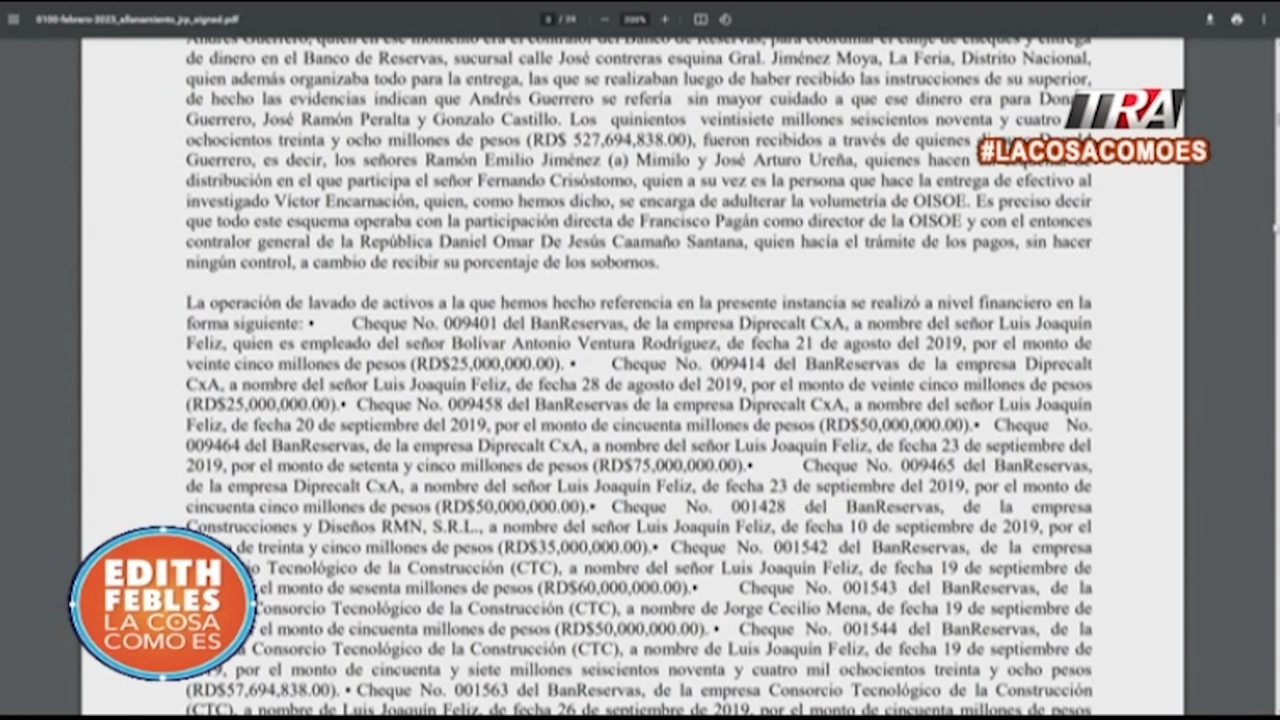 0100-febrero-2023_allanamiento_jrp_signed.pdf 3 / 34 200%
Andrés Guerrero, quien en ese momento era el contralor del Banco de Reservas, para coordinar el canje de cheques y entrega
de dinero en el Banco de Reservas, sucursal calle José contreras esquina Gral. Jiménez Moya, La Feria, Distrito Nacional,
quien además organizaba todo para la entrega, las que se realizaban luego de haber recibido las instrucciones de su superior,
de hecho las evidencias indican que Andrés Guerrero se refería sin mayor cuidado a que ese dinero era para
Guerrero, José Ramón Peralta y Gonzalo Castillo. Los quinientos veintisiete millones seiscientos noventa y cuatro
ochocientos treinta y ocho millones de pesos (RD$ 527,694,838.00), fueron recibidos a través de quienes
Guerrero, es decir, los señores Ramón Emilio Jiménez (a) Mimilo y José Arturo Ureña, quienes hacen
distribución en el que participa el señor Fernando Crisóstomo, quien a su vez es la persona que hace la entrega de efectivo al
investigado Víctor Encarnación, quien, como hemos dicho, se encarga de adulterar la volumetría de OISOE. Es preciso decir
que todo este esquema operaba con la participación directa de Francisco Pagán como director de la OISOE y con el entonces
contralor general de la República Daniel Omar De Jesús Caamaño Santana, quien hacía el trámite de los pagos, sin hacer
ningún control, a cambio de recibir su porcentaje de los sobornos.
La operación de lavado de activos a la que hemos hecho referencia en la presente instancia se realizó a nivel financiero en la
forma siguiente: • Cheque No. 009401 del BanReservas, de la empresa Diprecalt CxA, a nombre del señor Luis Joaquín
Feliz, quien es empleado del señor Bolívar Antonio Ventura Rodríguez, de fecha 21 de agosto del 2019, por el monto de
veinte cinco millones de pesos (RD$25,000,000.00). • Cheque No. 009414 del BanReservas de la empresa Diprecalt
CxA, a nombre del señor Luis Joaquín Feliz, de fecha 28 de agosto del 2019, por el monto de veinte cinco millones de pesos
(RD$25,000,000.00).• Cheque No. 009458 del BanReservas de la empresa Diprecalt CxA, a nombre del señor Luis Joaquín
Feliz, de fecha 20 de septiembre del 2019, por el monto de cincuenta millones de pesos (RD$50,000,000.00).• Cheque No.
009464 del BanReservas, de la empresa Diprecalt CxA, a nombre del señor Luis Joaquín Feliz, de fecha 23 de septiembre del
2019, por el monto de setenta y cinco millones de pesos (RD$75,000,000.00).• Cheque No. 009465 del BanReservas,
de la empresa Diprecalt CxA, a nombre del señor Luis Joaquín Feliz, de fecha 23 de septiembre del 2019, por el monto de
cincuenta cinco millones de pesos (RD$50,000,000.00).• Cheque No. 001428 del BanReservas, de la empresa
Construcciones y Diseños RMN, S.R.L., a nombre del señor Luis Joaquín Feliz, de fecha 10 de septiembre de 2019, por el
de treinta y cinco millones de pesos (RD$35,000,000.00).• Cheque No. 001542 del BanReservas, de la empresa
Tecnológico de la Construcción (CTC), a nombre del señor Luis Joaquín Feliz, de fecha 19 de septiembre de
el monto de sesenta millones de pesos (RD$60,000,000.00).• Cheque No. 001543 del BanReservas, de la
Consorcio Tecnológico de la Construcción (CTC), a nombre de Jorge Cecilio Mena, de fecha 19 de septiembre de
el monto de cincuenta millones de pesos (RD$50,000,000.00). • Cheque No. 001544 del BanReservas, de la
Consorcio Tecnológico de la Construcción (CTC), a nombre de Luis Joaquín Feliz, de fecha 19 de septiembre de
por el monto de cincuenta y siete millones seiscientos noventa y cuatro mil ochocientos treinta y ocho pesos
(RD$57,694,838.00). • Cheque No. 001563 del BanReservas, de la empresa Consorcio Tecnológico de la Construcción
(CTC), a nombre de Luis Joaquín Feliz, de fecha 26 de septiembre de 2019, por el monto de cincuenta millones de pesos
TRA
#LACOSACOMOES
EDITH
FEBLES
LA COSA
COMO ES